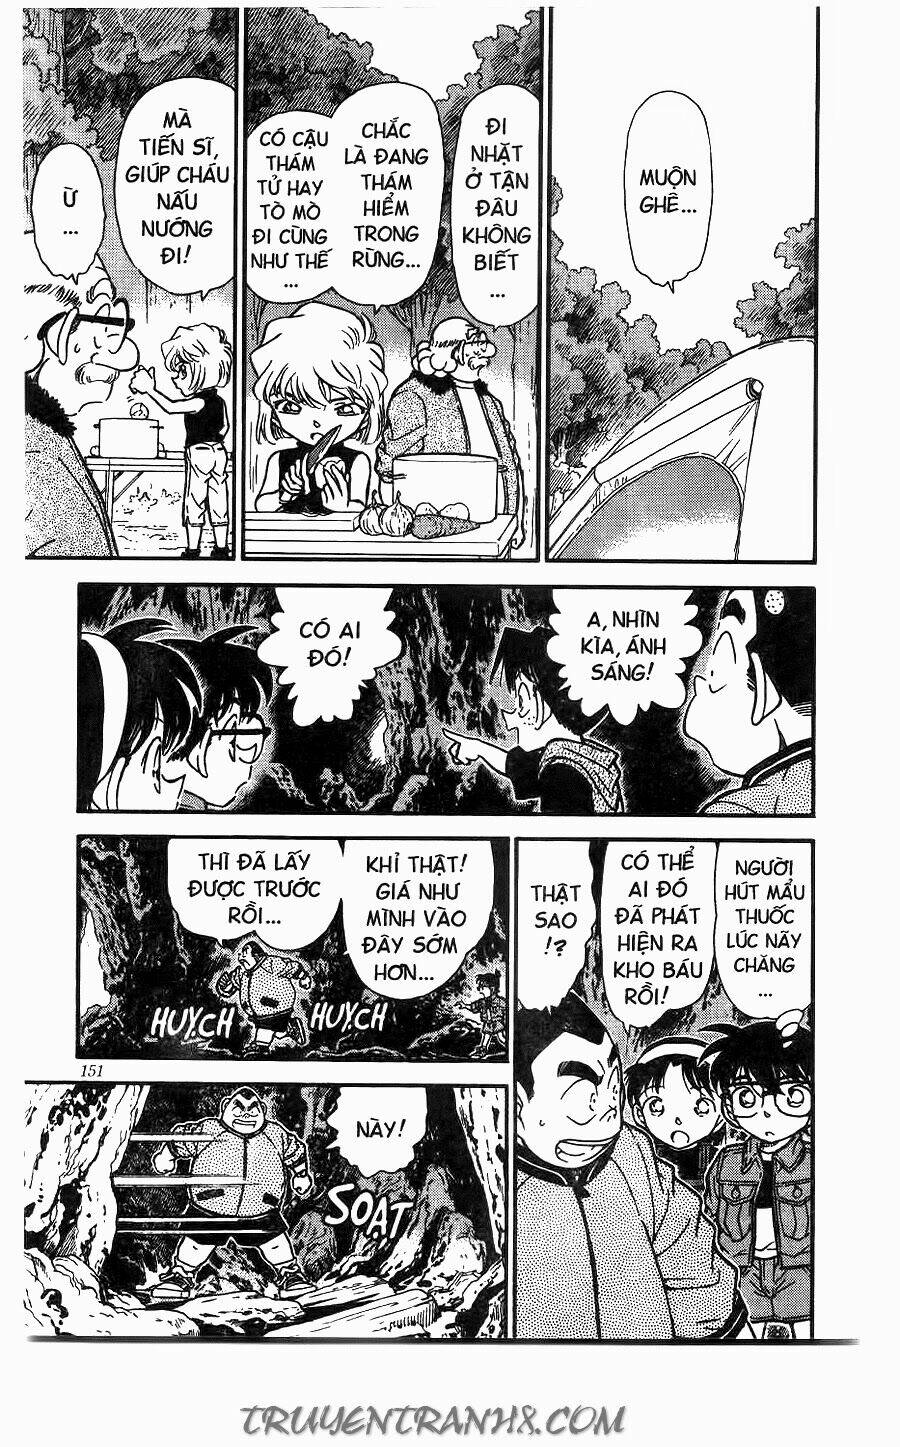 MUỘN
GHÊ...
ĐI
NHẶT
Ở TẬN
ĐÂU
KHÔNG
BIẾT
...
CHẮC
LÀ ĐANG
THÁM
HIỂM
TRONG
RỪNG...
CÓ CẬU
THÁM
TỬ HAY
TÒ MÒ
ĐI CÙNG
NHƯ THẾ
...
MÀ
TIẾN SĨ,
GIÚP CHÁU
NẤU
NƯỚNG
ĐI!
Ừ
...
A, NHÌN
KÌA, ÁNH
SÁNG!
CÓ AI
ĐÓ!
NGƯỜI
HÚT MẨU
THUỐC
LÚC NÃY
CHĂNG
...
CÓ THỂ
AI ĐÓ
ĐÃ PHÁT
HIỆN RA
KHO BÁU
RỒI!
THẬT
SAO
!?
KHỈ THẬT!
GIÁ NHƯ
MÌNH VÀO
ĐÂY SỚM
HƠN...
THÌ ĐÃ LẤY
ĐƯỢC TRƯỚC
RỒI...
HUỴCH
HUỴCH
151
NÀY!
SOẠT
TRUYENTRANH8.COM